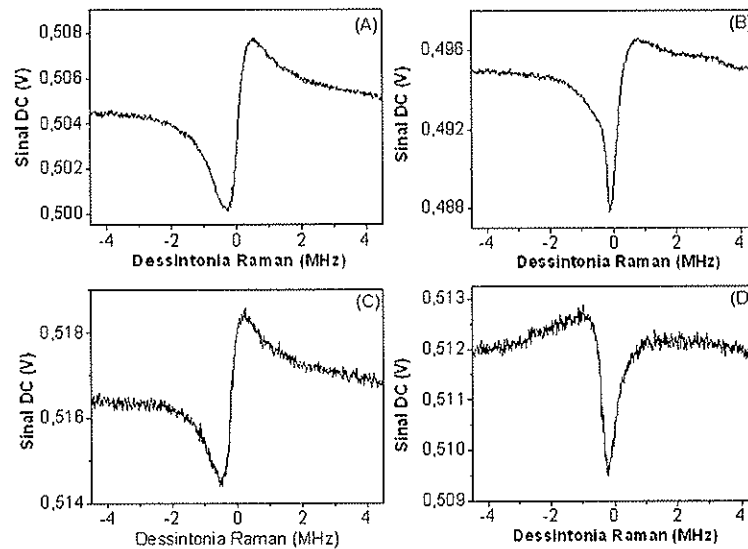 (A)
0,508
0,506
0,504
0,502
0,500
Sinal DC (V)
-4 -2 0 2 4
Dessintonia Raman (MHz)
(B)
0,496
0,492
0,488
Sinal DC (V)
-4 -2 0 2 4
Dessintonia Raman (MHz)
(C)
0,518
0,516
0,514
Sinal DC (V)
-4 -2 0 2 4
Dessintonia Raman (MHz)
(D)
0,513
0,512
0,511
0,510
0,509
Sinal DC (V)
-4 -2 0 2 4
Dessintonia Raman (MHz)